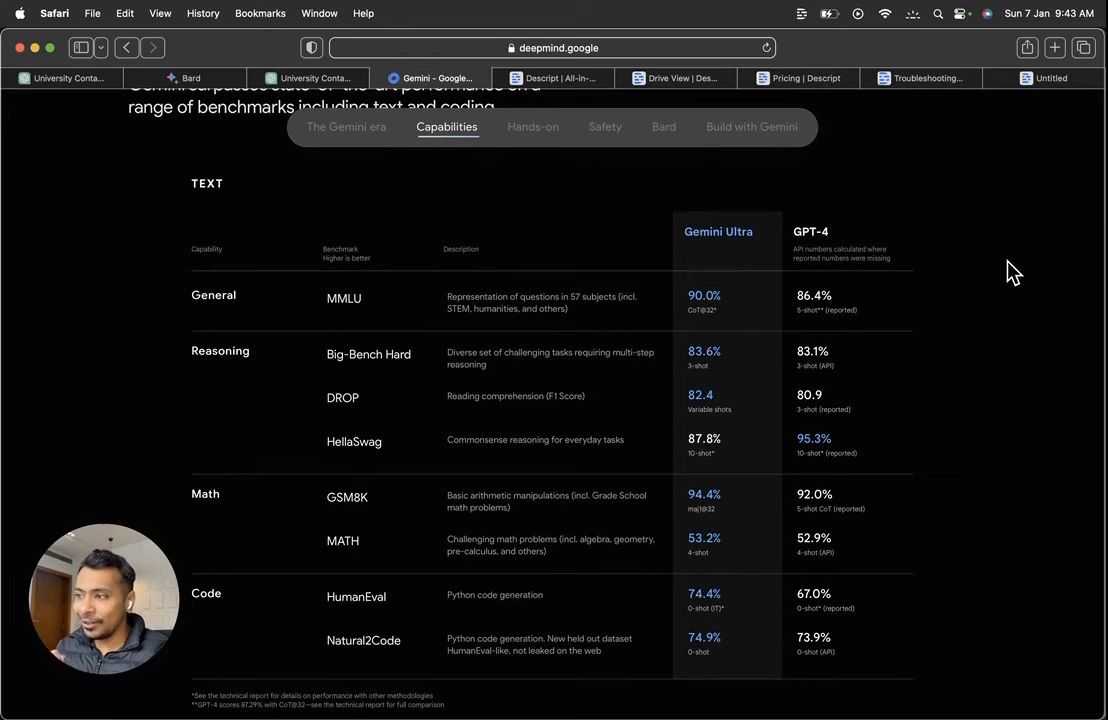 Safari File Edit View History Bookmarks Window Help Sun 7 Jan 9:43 AM
deepmind.google
University Conta... Bard University Conta... Gemini - Google... Descript | All-in-... Drive View | Des... Pricing | Descript Troubleshooting... Untitled
Gemini surpasses state-of-the-art performance on a
range of benchmarks including text and coding.
The Gemini era Capabilities Hands-on Safety Bard Build with Gemini
TEXT
Gemini Ultra GPT-4
Capability Benchmark Description API numbers calculated where
Higher is better reported numbers were missing
General MMLU Representation of questions in 57 subjects (incl. 90.0% 86.4%
STEM, humanities, and others) CoT@32* 5-shot** (reported)
Reasoning Big-Bench Hard Diverse set of challenging tasks requiring multi-step 83.6% 83.1%
reasoning 3-shot 3-shot (API)
DROP Reading comprehension (F1 Score) 82.4 80.9
Variable shots 3-shot (reported)
HellaSwag Commonsense reasoning for everyday tasks 87.8% 95.3%
10-shot* 10-shot* (reported)
Math GSM8K Basic arithmetic manipulations (incl. Grade School 94.4% 92.0%
math problems) maj1@32 5-shot CoT (reported)
MATH Challenging math problems (incl. algebra, geometry, 53.2% 52.9%
pre-calculus, and others) 4-shot 4-shot (API)
Code HumanEval Python code generation 74.4% 67.0%
0-shot (IT)* 0-shot* (reported)
Natural2Code Python code generation. New held out dataset 74.9% 73.9%
HumanEval-like, not leaked on the web 0-shot 0-shot (API)
*See the technical report for details on performance with other methodologies
**GPT-4 scores 87.29% with CoT@32—see the technical report for full comparison